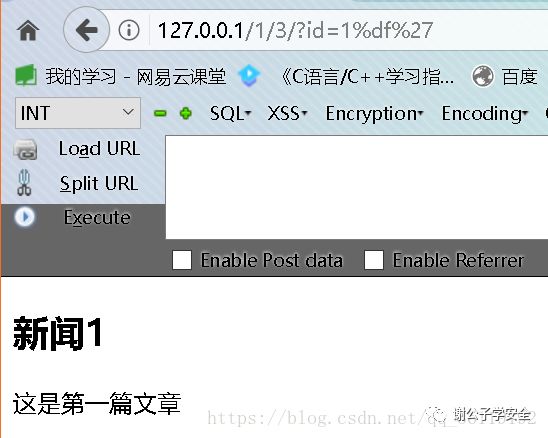 127.0.0.1/1/3/?id=1%df%27
我的学习 - 网易云课堂 《C语言/C++学习指... 百度
INT SQL XSS Encryption Encoding
Load URL
Split URL
Execute
Enable Post data Enable Referrer
新闻1
这是第一篇文章
https://blog.csdn.net/ 谢公子学安全